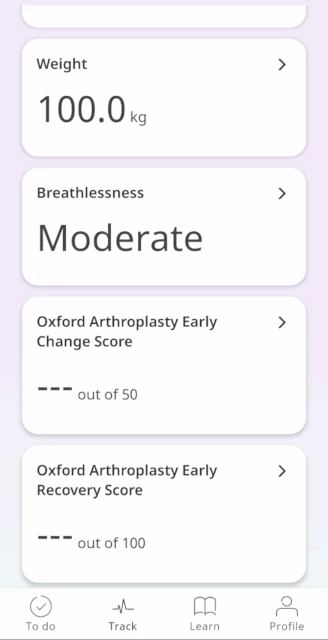 Weight
100.0 kg
Breathlessness
Moderate
Oxford Arthroplasty Early
Change Score
--- out of 50
Oxford Arthroplasty Early
Recovery Score
--- out of 100
To do
Track
Learn
Profile